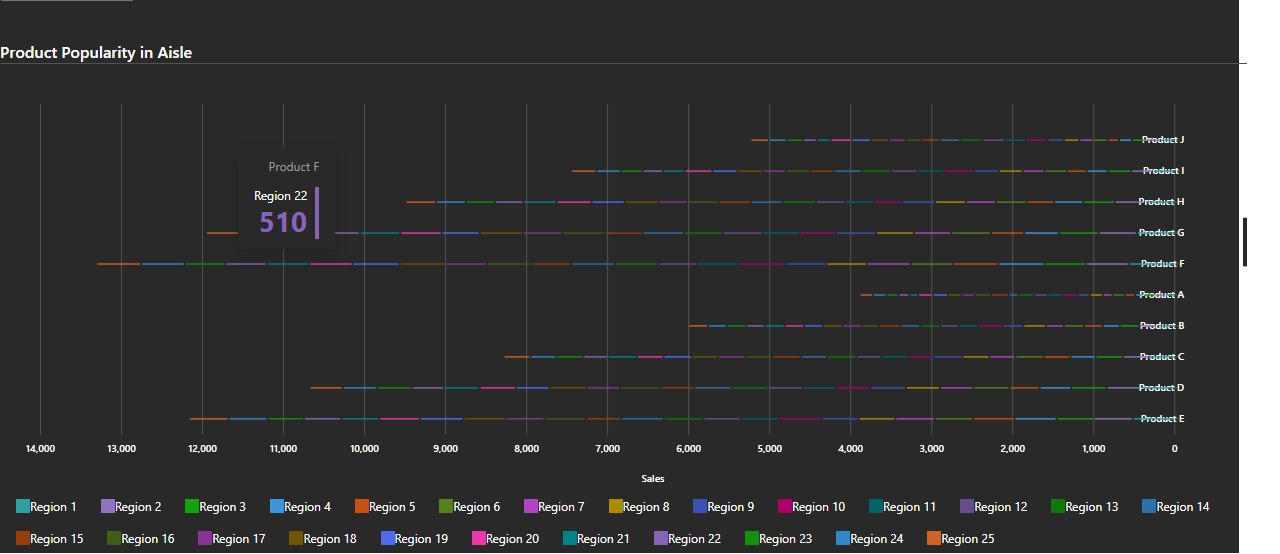 Product Popularity in Aisle
Product J
Product F
Product I
Region 22
510
Product H
Product G
Product F
Product A
Product B
Product C
Product D
Product E
14,000 13,000 12,000 11,000 10,000 9,000 8,000 7,000 6,000 5,000 4,000 3,000 2,000 1,000 0
Sales
Region 1 Region 2 Region 3 Region 4 Region 5 Region 6 Region 7 Region 8 Region 9 Region 10 Region 11 Region 12 Region 13 Region 14
Region 15 Region 16 Region 17 Region 18 Region 19 Region 20 Region 21 Region 22 Region 23 Region 24 Region 25